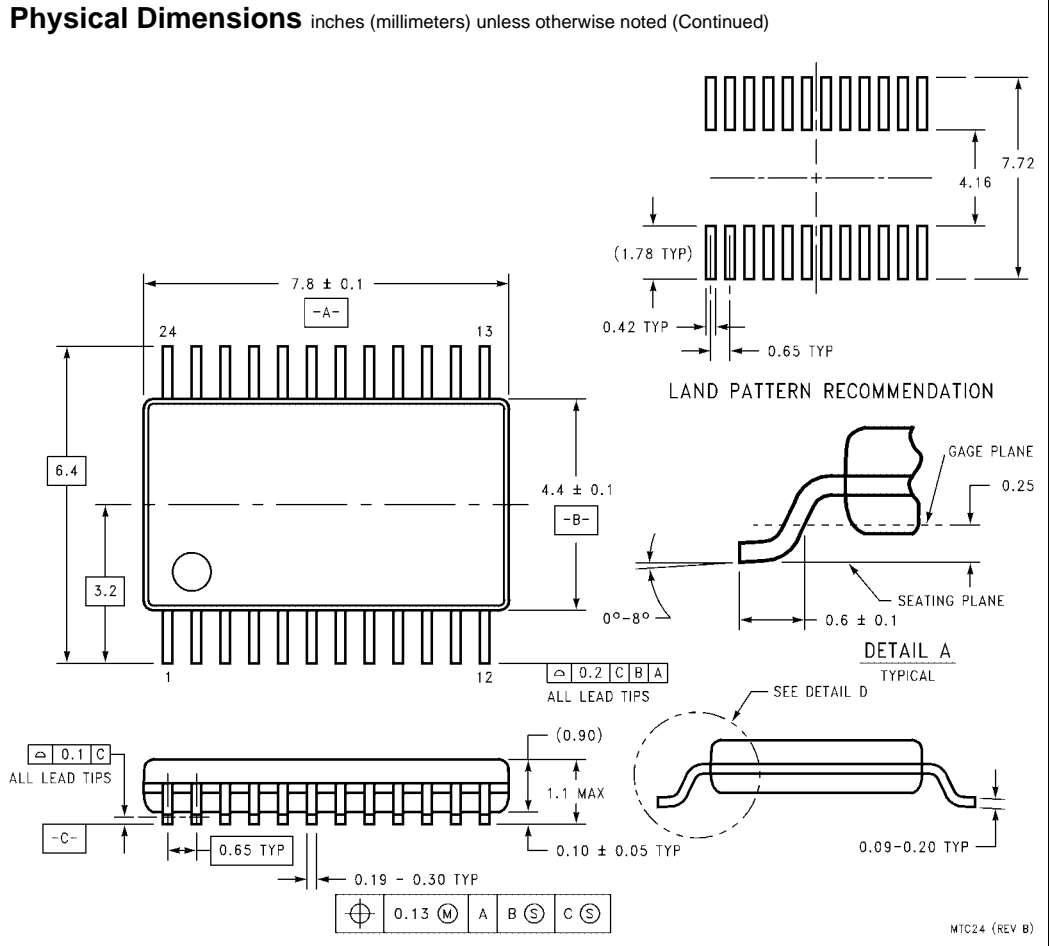 Physical Dimensions inches (millimeters) unless otherwise noted (Continued)
7.72
4.16
(1.78 TYP)
0.42 TYP
0.65 TYP
LAND PATTERN RECOMMENDATION
7.8 ± 0.1
-A-
24
13
6.4
3.2
4.4 ± 0.1
-B-
1
12
⌓ 0.2 C B A
ALL LEAD TIPS
GAGE PLANE
0.25
SEATING PLANE
0°-8°
0.6 ± 0.1
DETAIL A
TYPICAL
SEE DETAIL D
⌓ 0.1 C
ALL LEAD TIPS
-C-
(0.90)
1.1 MAX
0.10 ± 0.05 TYP
0.65 TYP
0.19 - 0.30 TYP
⌖ 0.13 Ⓜ A B Ⓢ C Ⓢ
0.09-0.20 TYP
MTC24 (REV B)